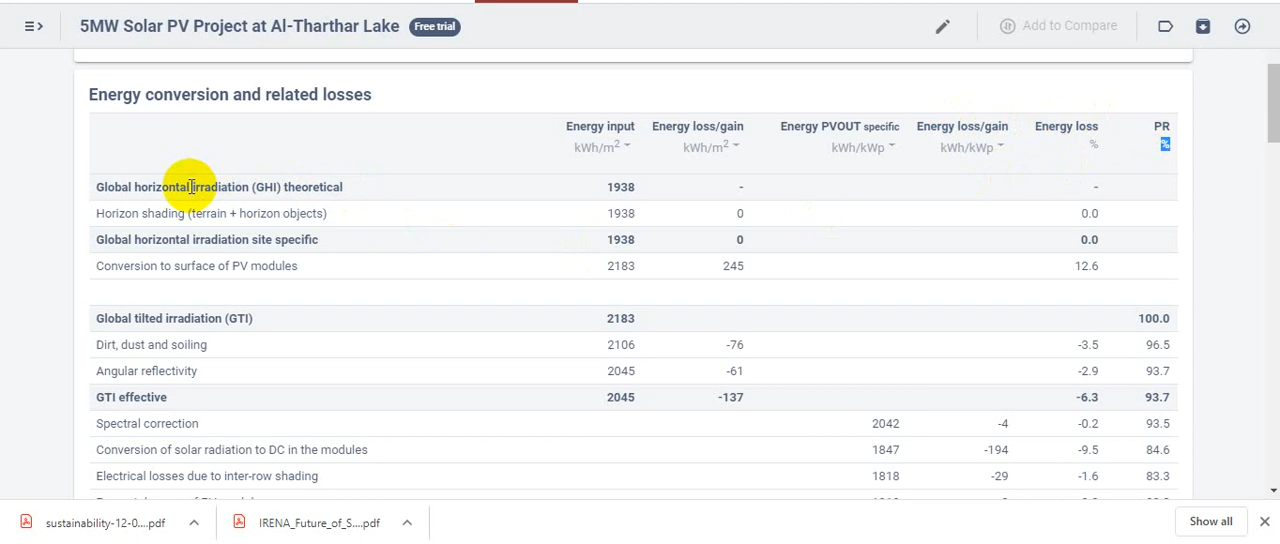 5MW Solar PV Project at Al-Tharthar Lake Free trial Add to Compare
Energy conversion and related losses
Energy input Energy loss/gain Energy PVOUT specific Energy loss/gain Energy loss PR
kWh/m2 kWh/m2 kWh/kWp kWh/kWp % %
Global horizontal irradiation (GHI) theoretical 1938 - -
Horizon shading (terrain + horizon objects) 1938 0 0.0
Global horizontal irradiation site specific 1938 0 0.0
Conversion to surface of PV modules 2183 245 12.6
Global tilted irradiation (GTI) 2183 100.0
Dirt, dust and soiling 2106 -76 -3.5 96.5
Angular reflectivity 2045 -61 -2.9 93.7
GTI effective 2045 -137 -6.3 93.7
Spectral correction 2042 -4 -0.2 93.5
Conversion of solar radiation to DC in the modules 1847 -194 -9.5 84.6
Electrical losses due to inter-row shading 1818 -29 -1.6 83.3
sustainability-12-0....pdf IRENA_Future_of_S....pdf Show all